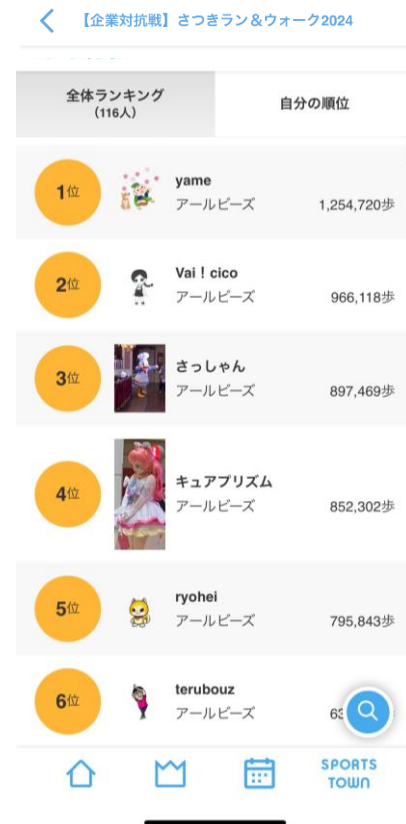 【企業対抗戦】さつきラン＆ウォーク2024
全体ランキング
(116人)
自分の順位
1位
yame
アールビーズ
1,254,720歩
2位
Vai！cico
アールビーズ
966,118歩
3位
さっしゃん
アールビーズ
897,469歩
4位
キュアプリズム
アールビーズ
852,302歩
5位
ryohei
アールビーズ
795,843歩
6位
terubouz
アールビーズ
SPORTS
TOWN